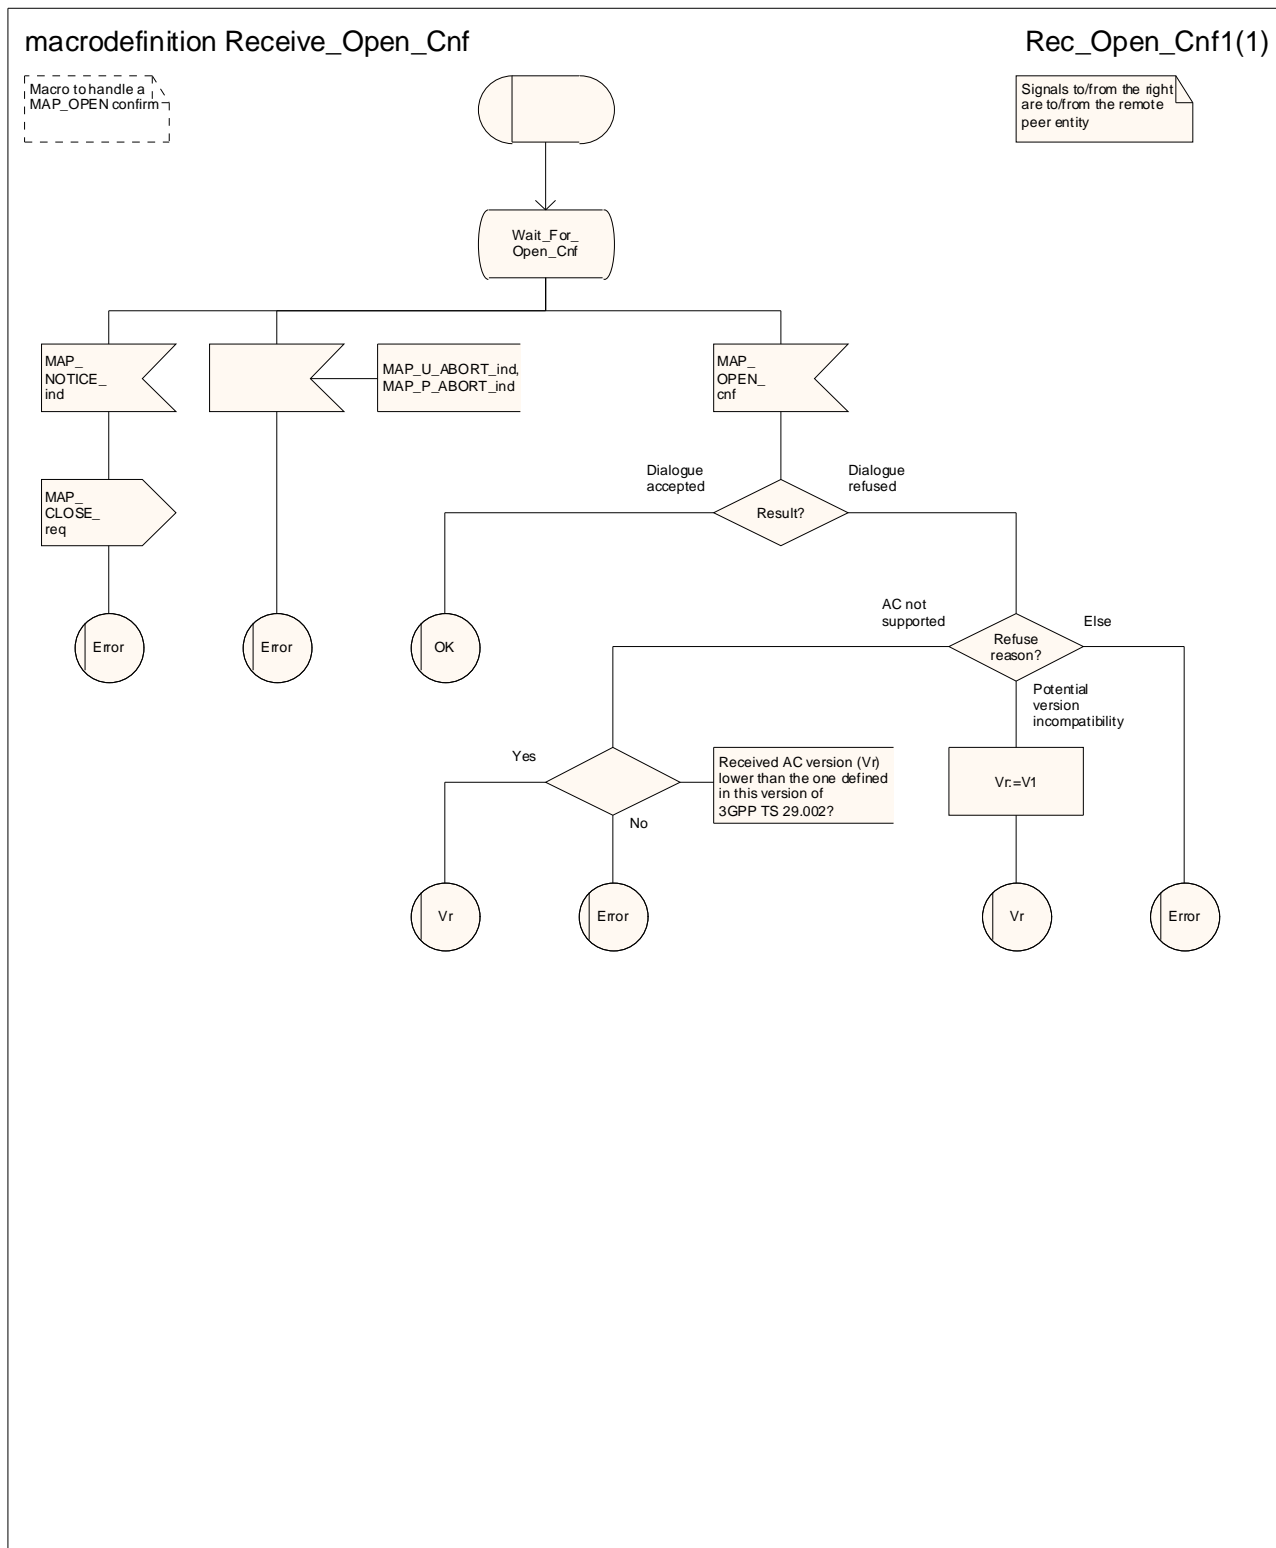 macrodefinition Receive_Open_Cnf
Rec_Open_Cnf1(1)
Macro to handle a
MAP_OPEN confirm
Signals to/from the right
are to/from the remote
peer entity
Wait_For_
Open_Cnf
MAP_
NOTICE_
ind
MAP_U_ABORT_ind,
MAP_P_ABORT_ind
MAP_
OPEN_
cnf
MAP_
CLOSE_
req
Dialogue
accepted
Result?
Dialogue
refused
Error
Error
OK
AC not
supported
Refuse
reason?
Else
Potential
version
incompatibility
Yes
No
Received AC version (Vr)
lower than the one defined
in this version of
3GPP TS 29.002?
Vr:=V1
Vr
Error
Vr
Error